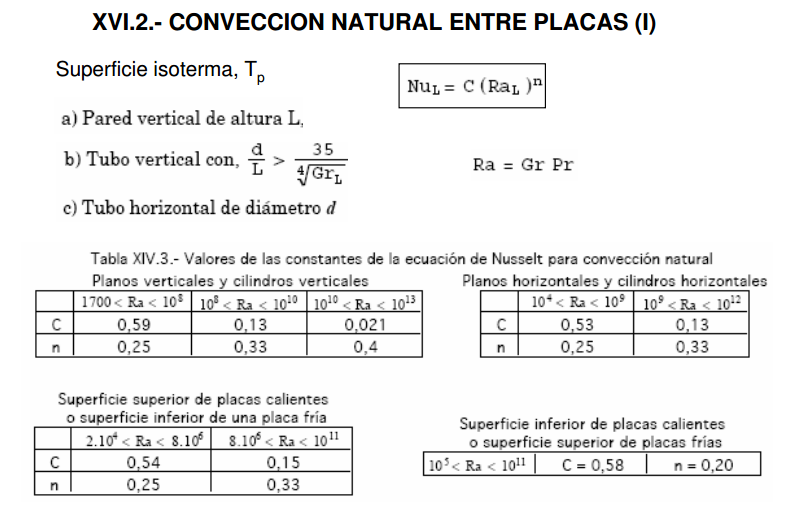 XVI.2.- CONVECCION NATURAL ENTRE PLACAS (I)
Superficie isoterma, Tₚ
Nu_L = C (Ra_L )ⁿ
a) Pared vertical de altura L,
b) Tubo vertical con, d/L > 35/∜Gr_L
Ra = Gr Pr
c) Tubo horizontal de diámetro d
Tabla XIV.3.- Valores de las constantes de la ecuación de Nusselt para convección natural
Planos verticales y cilindros verticales
1700 < Ra < 10⁸ 10⁸ < Ra < 10¹⁰ 10¹⁰ < Ra < 10¹³
C 0,59 0,13 0,021
n 0,25 0,33 0,4
Planos horizontales y cilindros horizontales
10⁴ < Ra < 10⁹ 10⁹ < Ra < 10¹²
C 0,53 0,13
n 0,25 0,33
Superficie superior de placas calientes
o superficie inferior de una placa fría
2.10⁴ < Ra < 8.10⁶ 8.10⁶ < Ra < 10¹¹
C 0,54 0,15
n 0,25 0,33
Superficie inferior de placas calientes
o superficie superior de placas frías
10⁵ < Ra < 10¹¹ C = 0,58 n = 0,20